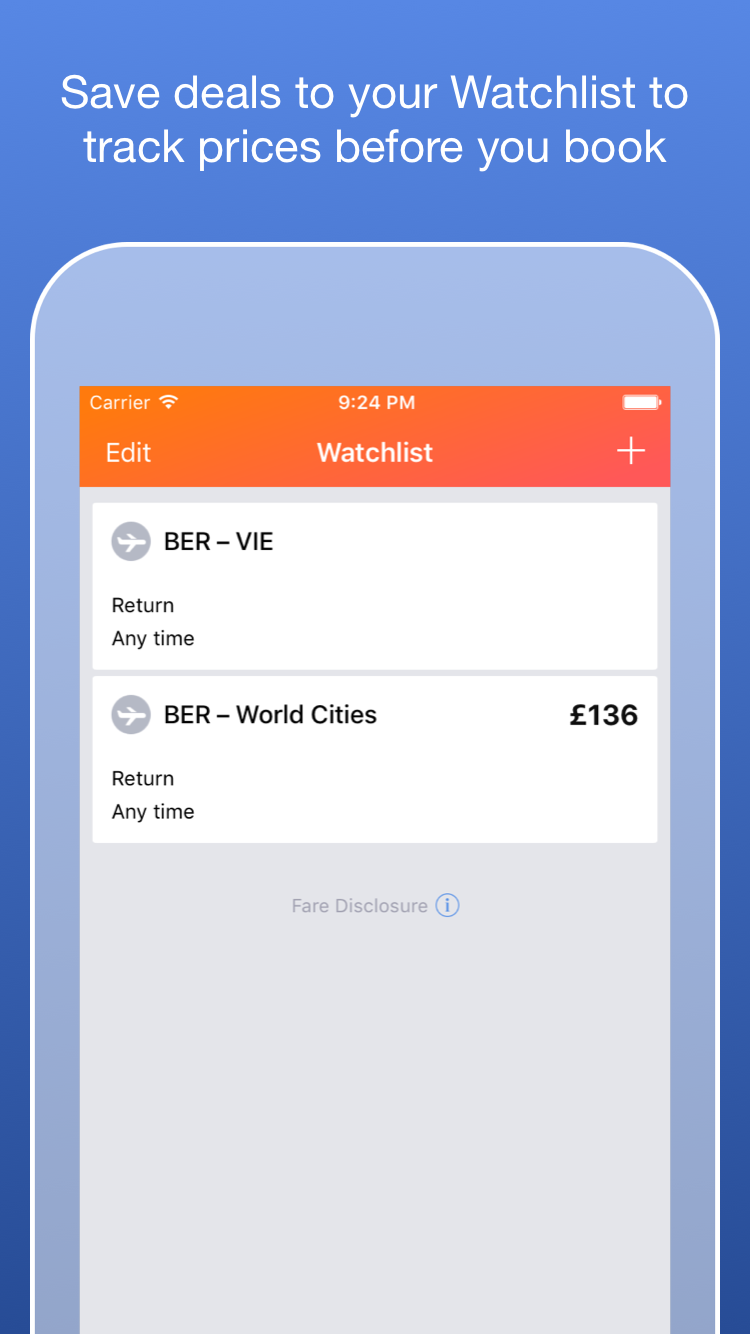 Save deals to your Watchlist to
track prices before you book
Carrier 9:24 PM
Edit Watchlist +
BER – VIE
Return
Any time
BER – World Cities £136
Return
Any time
Fare Disclosure i